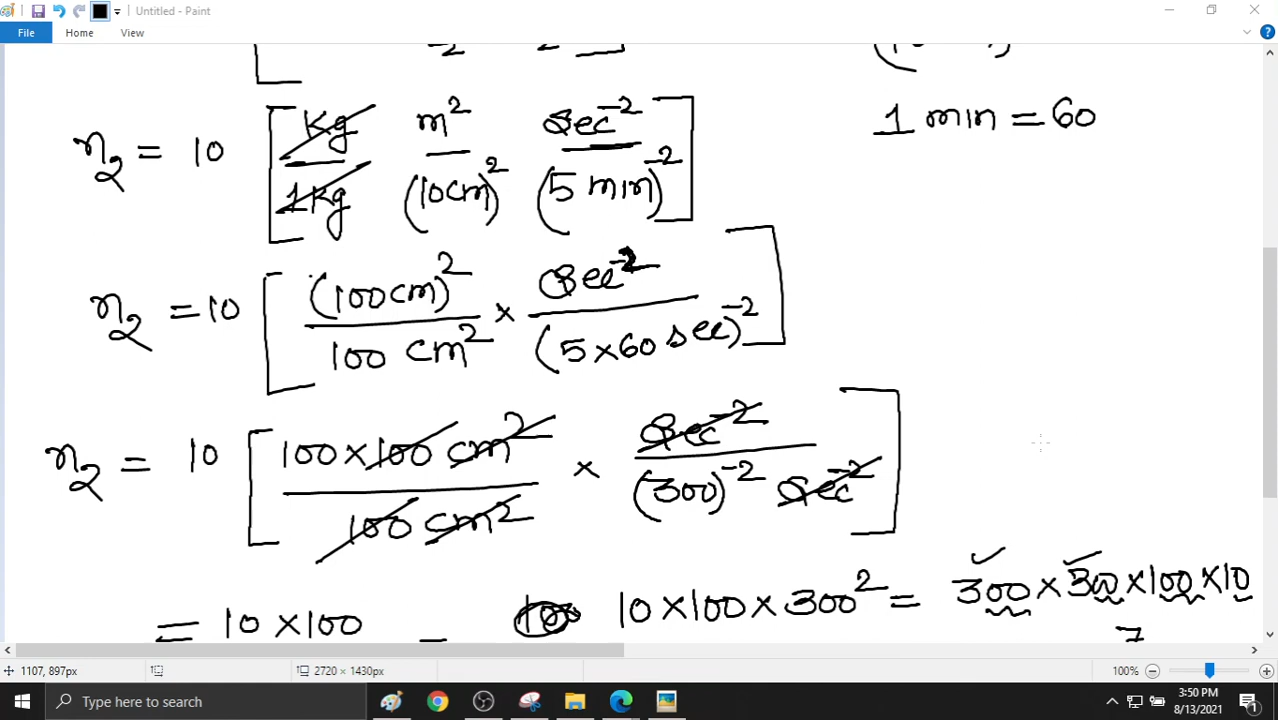 Untitled - Paint
File Home View
1 min = 60
n₂ = 10 [ Kg/1Kg m²/(10cm)² Sec⁻²/(5 min)⁻² ]
n₂ = 10 [ (100cm)²/100 cm² × Sec⁻²/(5×60 sec)⁻² ]
n₂ = 10 [ 100×100 cm²/100 cm² × Sec⁻²/(300)⁻² Sec⁻² ]
= 10 ×100 10×100×300² = 300×300×100×10
1107, 897px 2720 × 1430px 100%
Type here to search
3:50 PM
8/13/2021